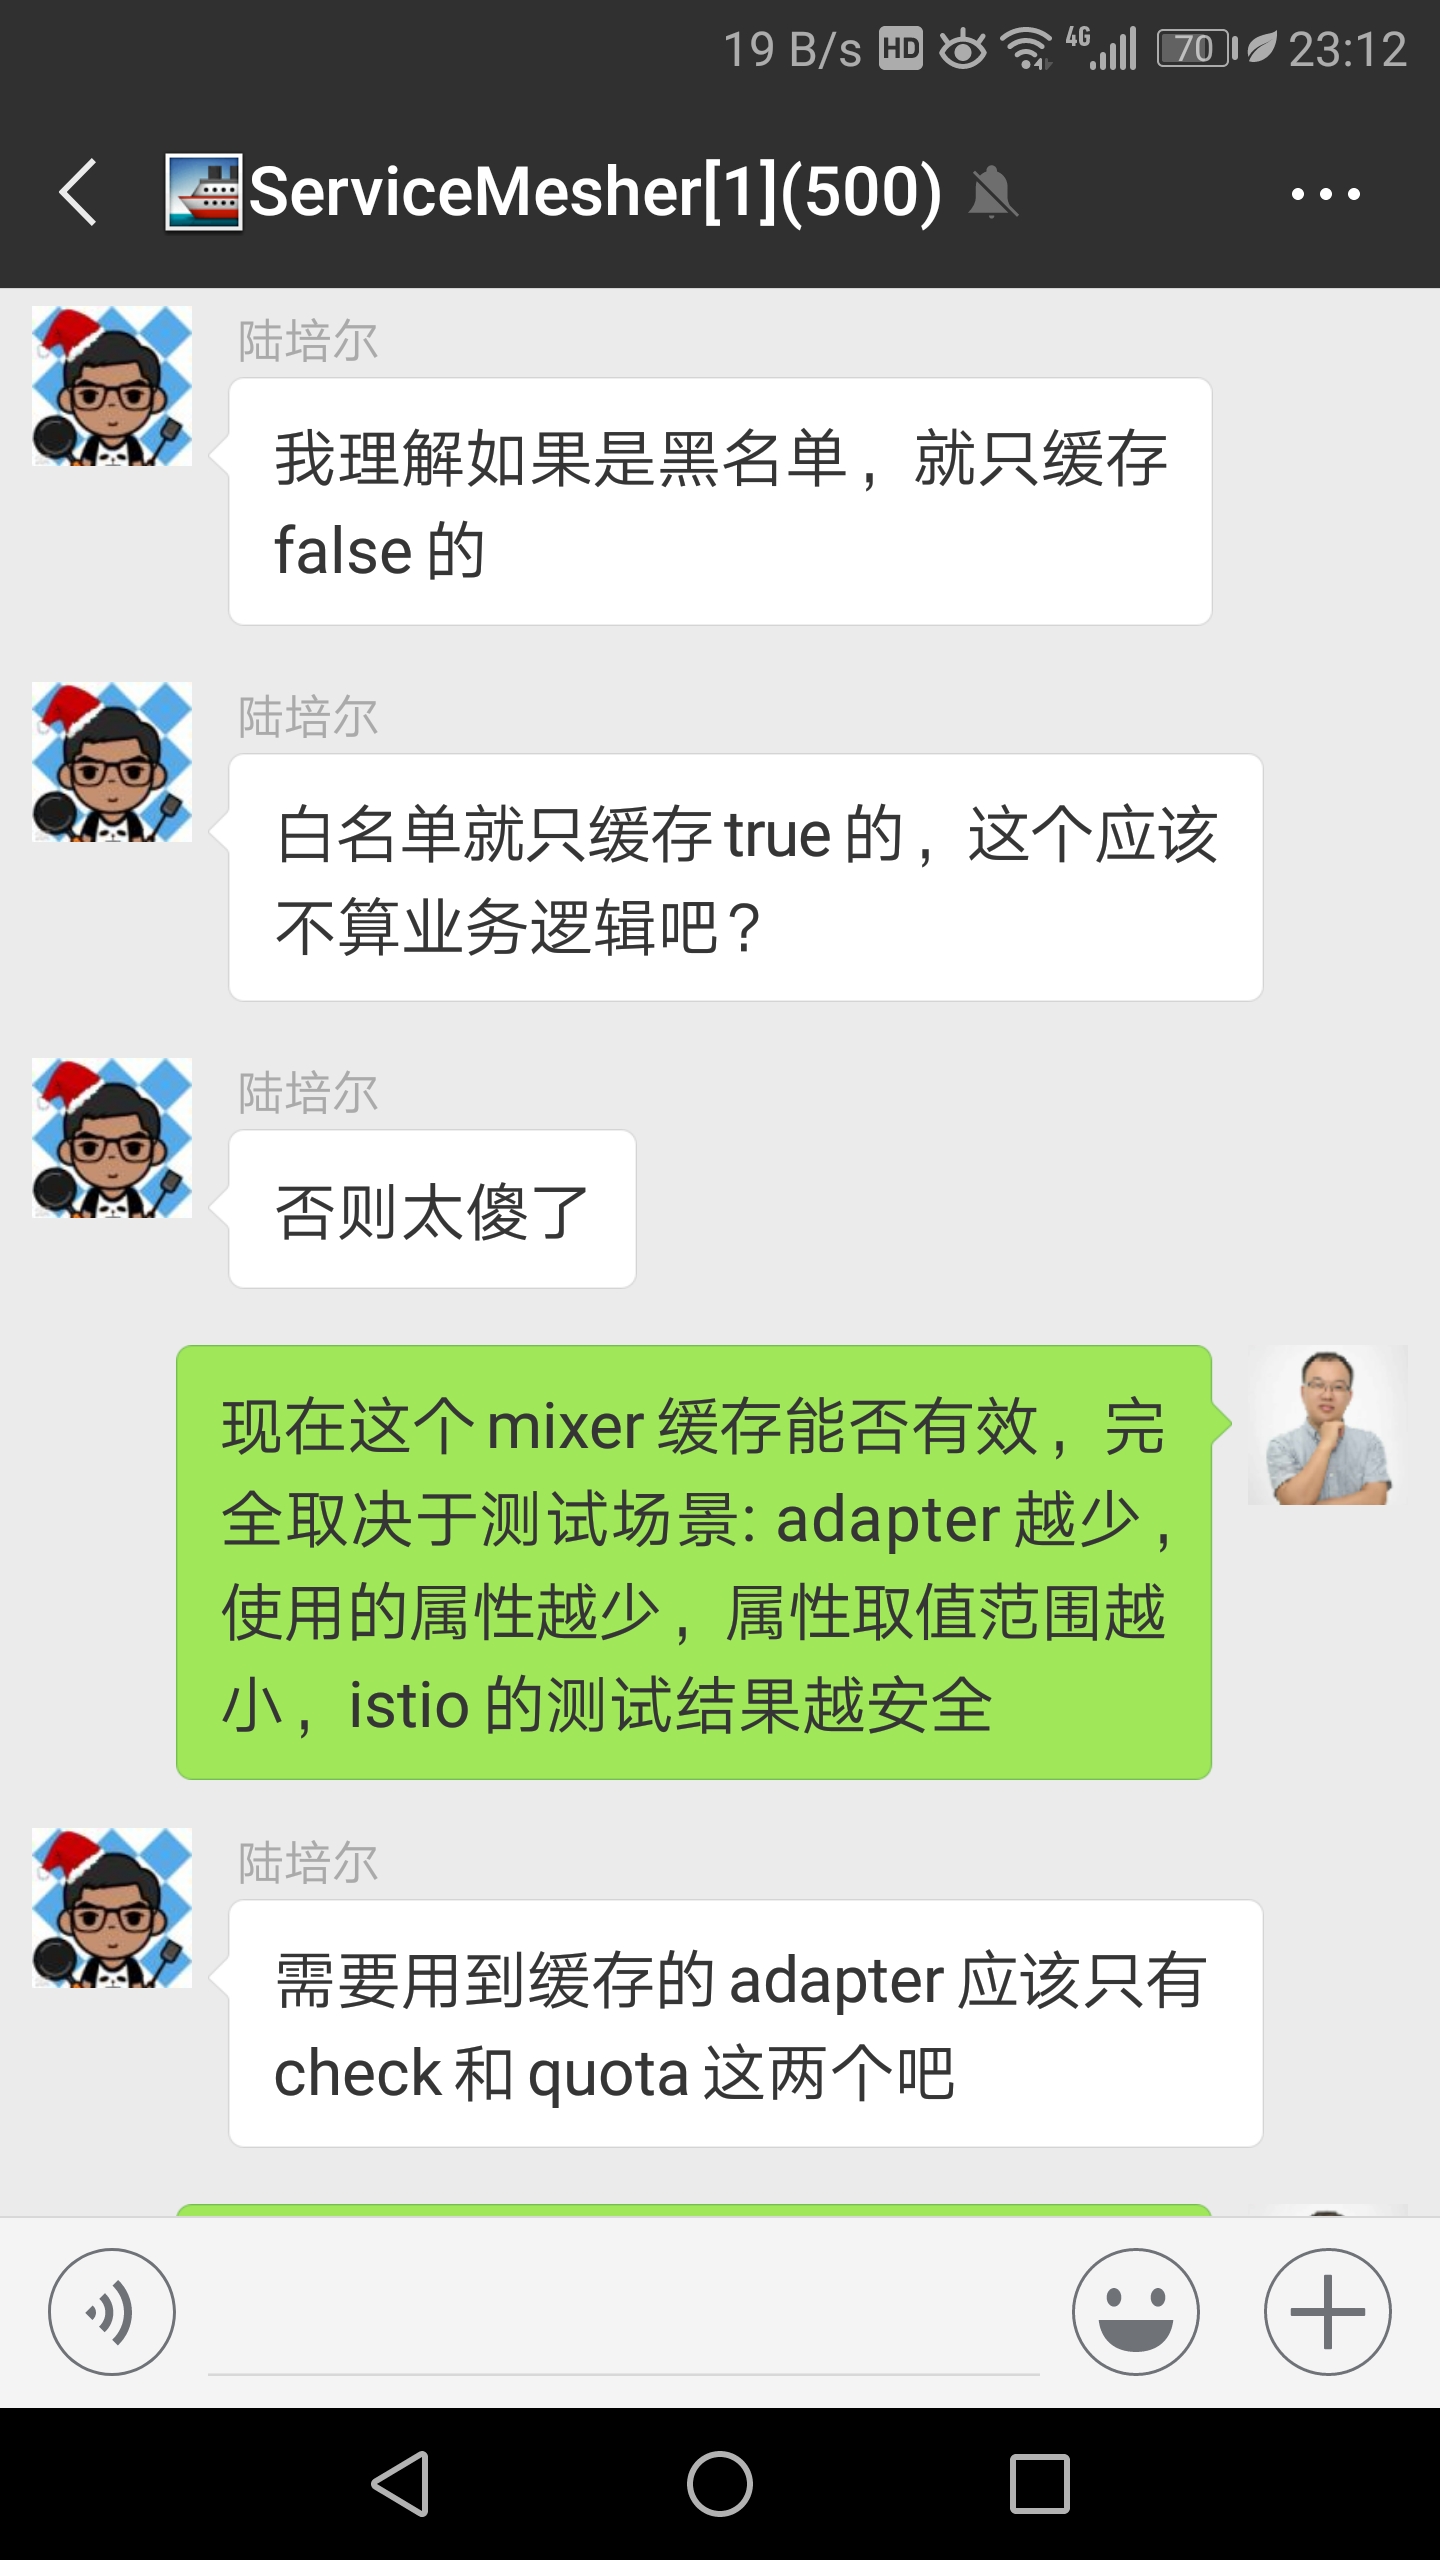 19 B/s HD 4G 70 23:12
ServiceMesher[1](500)
陆培尔
我理解如果是黑名单，就只缓存
false 的
陆培尔
白名单就只缓存 true 的，这个应该
不算业务逻辑吧？
陆培尔
否则太傻了
现在这个 mixer 缓存能否有效，完
全取决于测试场景: adapter 越少，
使用的属性越少，属性取值范围越
小，istio 的测试结果越安全
陆培尔
需要用到缓存的 adapter 应该只有
check 和 quota 这两个吧